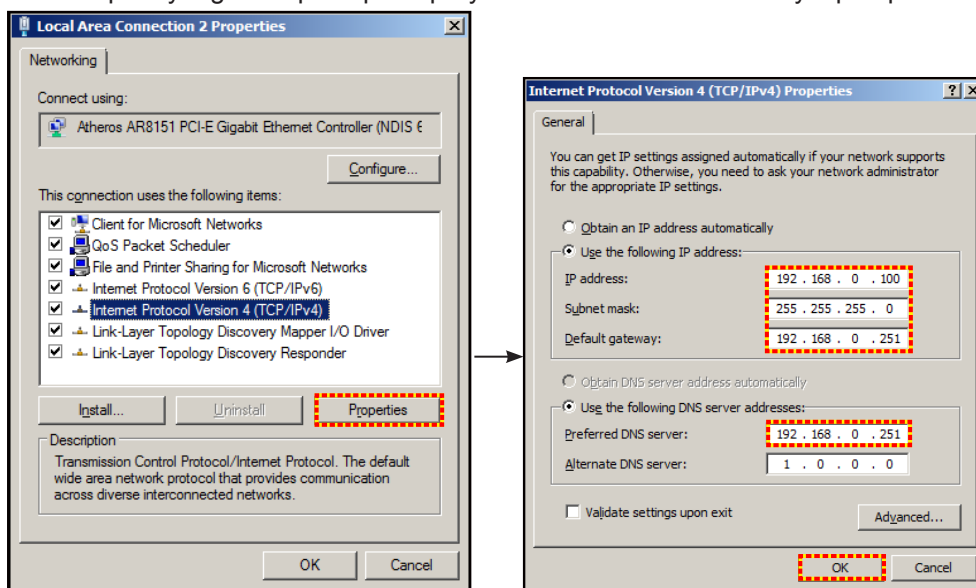 Local Area Connection 2 Properties
Networking
Connect using:
Atheros AR8151 PCI-E Gigabit Ethernet Controller (NDIS 6
Configure...
This connection uses the following items:
Client for Microsoft Networks
QoS Packet Scheduler
File and Printer Sharing for Microsoft Networks
Internet Protocol Version 6 (TCP/IPv6)
Internet Protocol Version 4 (TCP/IPv4)
Link-Layer Topology Discovery Mapper I/O Driver
Link-Layer Topology Discovery Responder
Install...
Uninstall
Properties
Description
Transmission Control Protocol/Internet Protocol. The default
wide area network protocol that provides communication
across diverse interconnected networks.
OK
Cancel
Internet Protocol Version 4 (TCP/IPv4) Properties
General
You can get IP settings assigned automatically if your network supports
this capability. Otherwise, you need to ask your network administrator
for the appropriate IP settings.
Obtain an IP address automatically
Use the following IP address:
IP address: 192 . 168 . 0 . 100
Subnet mask: 255 . 255 . 255 . 0
Default gateway: 192 . 168 . 0 . 251
Obtain DNS server address automatically
Use the following DNS server addresses:
Preferred DNS server: 192 . 168 . 0 . 251
Alternate DNS server: 1 . 0 . 0 . 0
Validate settings upon exit
Advanced...
OK
Cancel